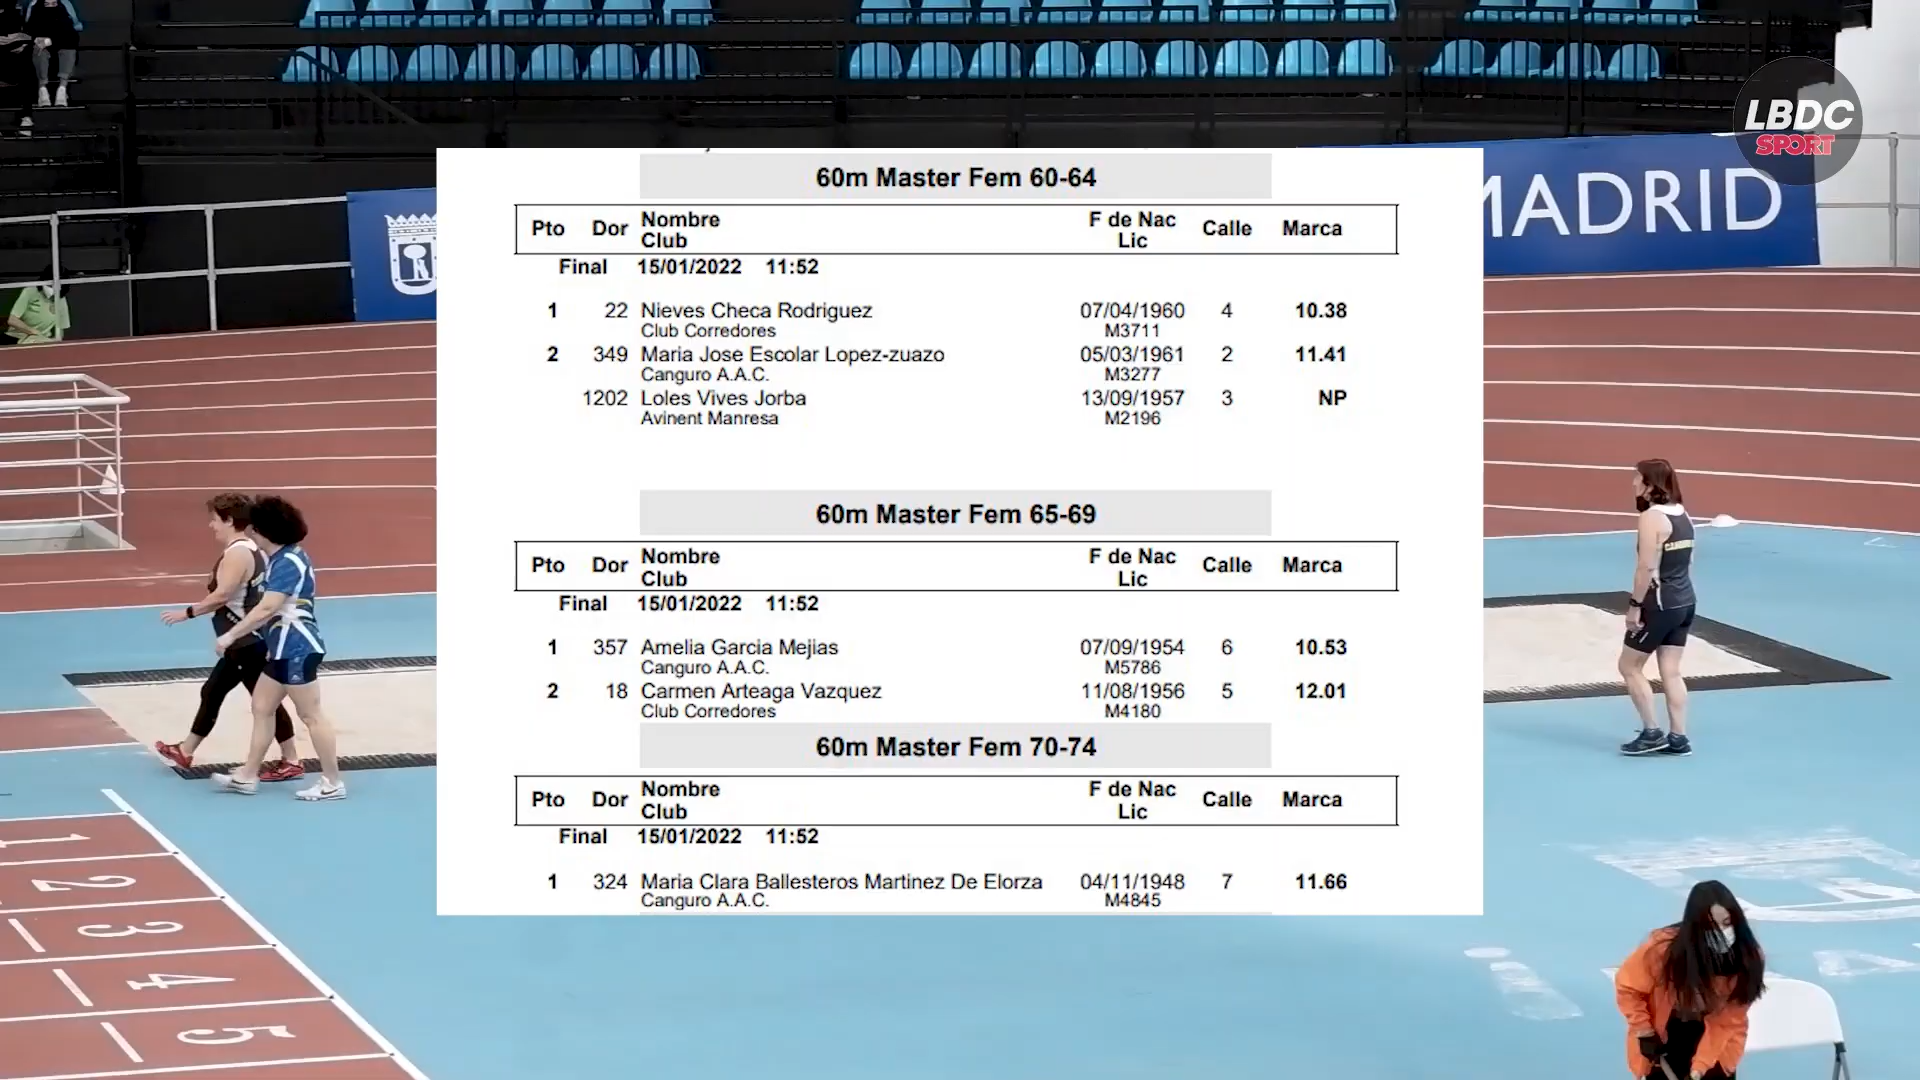 LBDC
SPORT
MADRID
60m Master Fem 60-64
Pto Dor Nombre F de Nac Calle Marca
Club Lic
Final 15/01/2022 11:52
1 22 Nieves Checa Rodriguez 07/04/1960 4 10.38
Club Corredores M3711
2 349 Maria Jose Escolar Lopez-zuazo 05/03/1961 2 11.41
Canguro A.A.C. M3277
1202 Loles Vives Jorba 13/09/1957 3 NP
Avinent Manresa M2196
60m Master Fem 65-69
Pto Dor Nombre F de Nac Calle Marca
Club Lic
Final 15/01/2022 11:52
1 357 Amelia Garcia Mejias 07/09/1954 6 10.53
Canguro A.A.C. M5786
2 18 Carmen Arteaga Vazquez 11/08/1956 5 12.01
Club Corredores M4180
60m Master Fem 70-74
Pto Dor Nombre F de Nac Calle Marca
Club Lic
Final 15/01/2022 11:52
1 324 Maria Clara Ballesteros Martinez De Elorza 04/11/1948 7 11.66
Canguro A.A.C. M4845
1
2
3
4
5